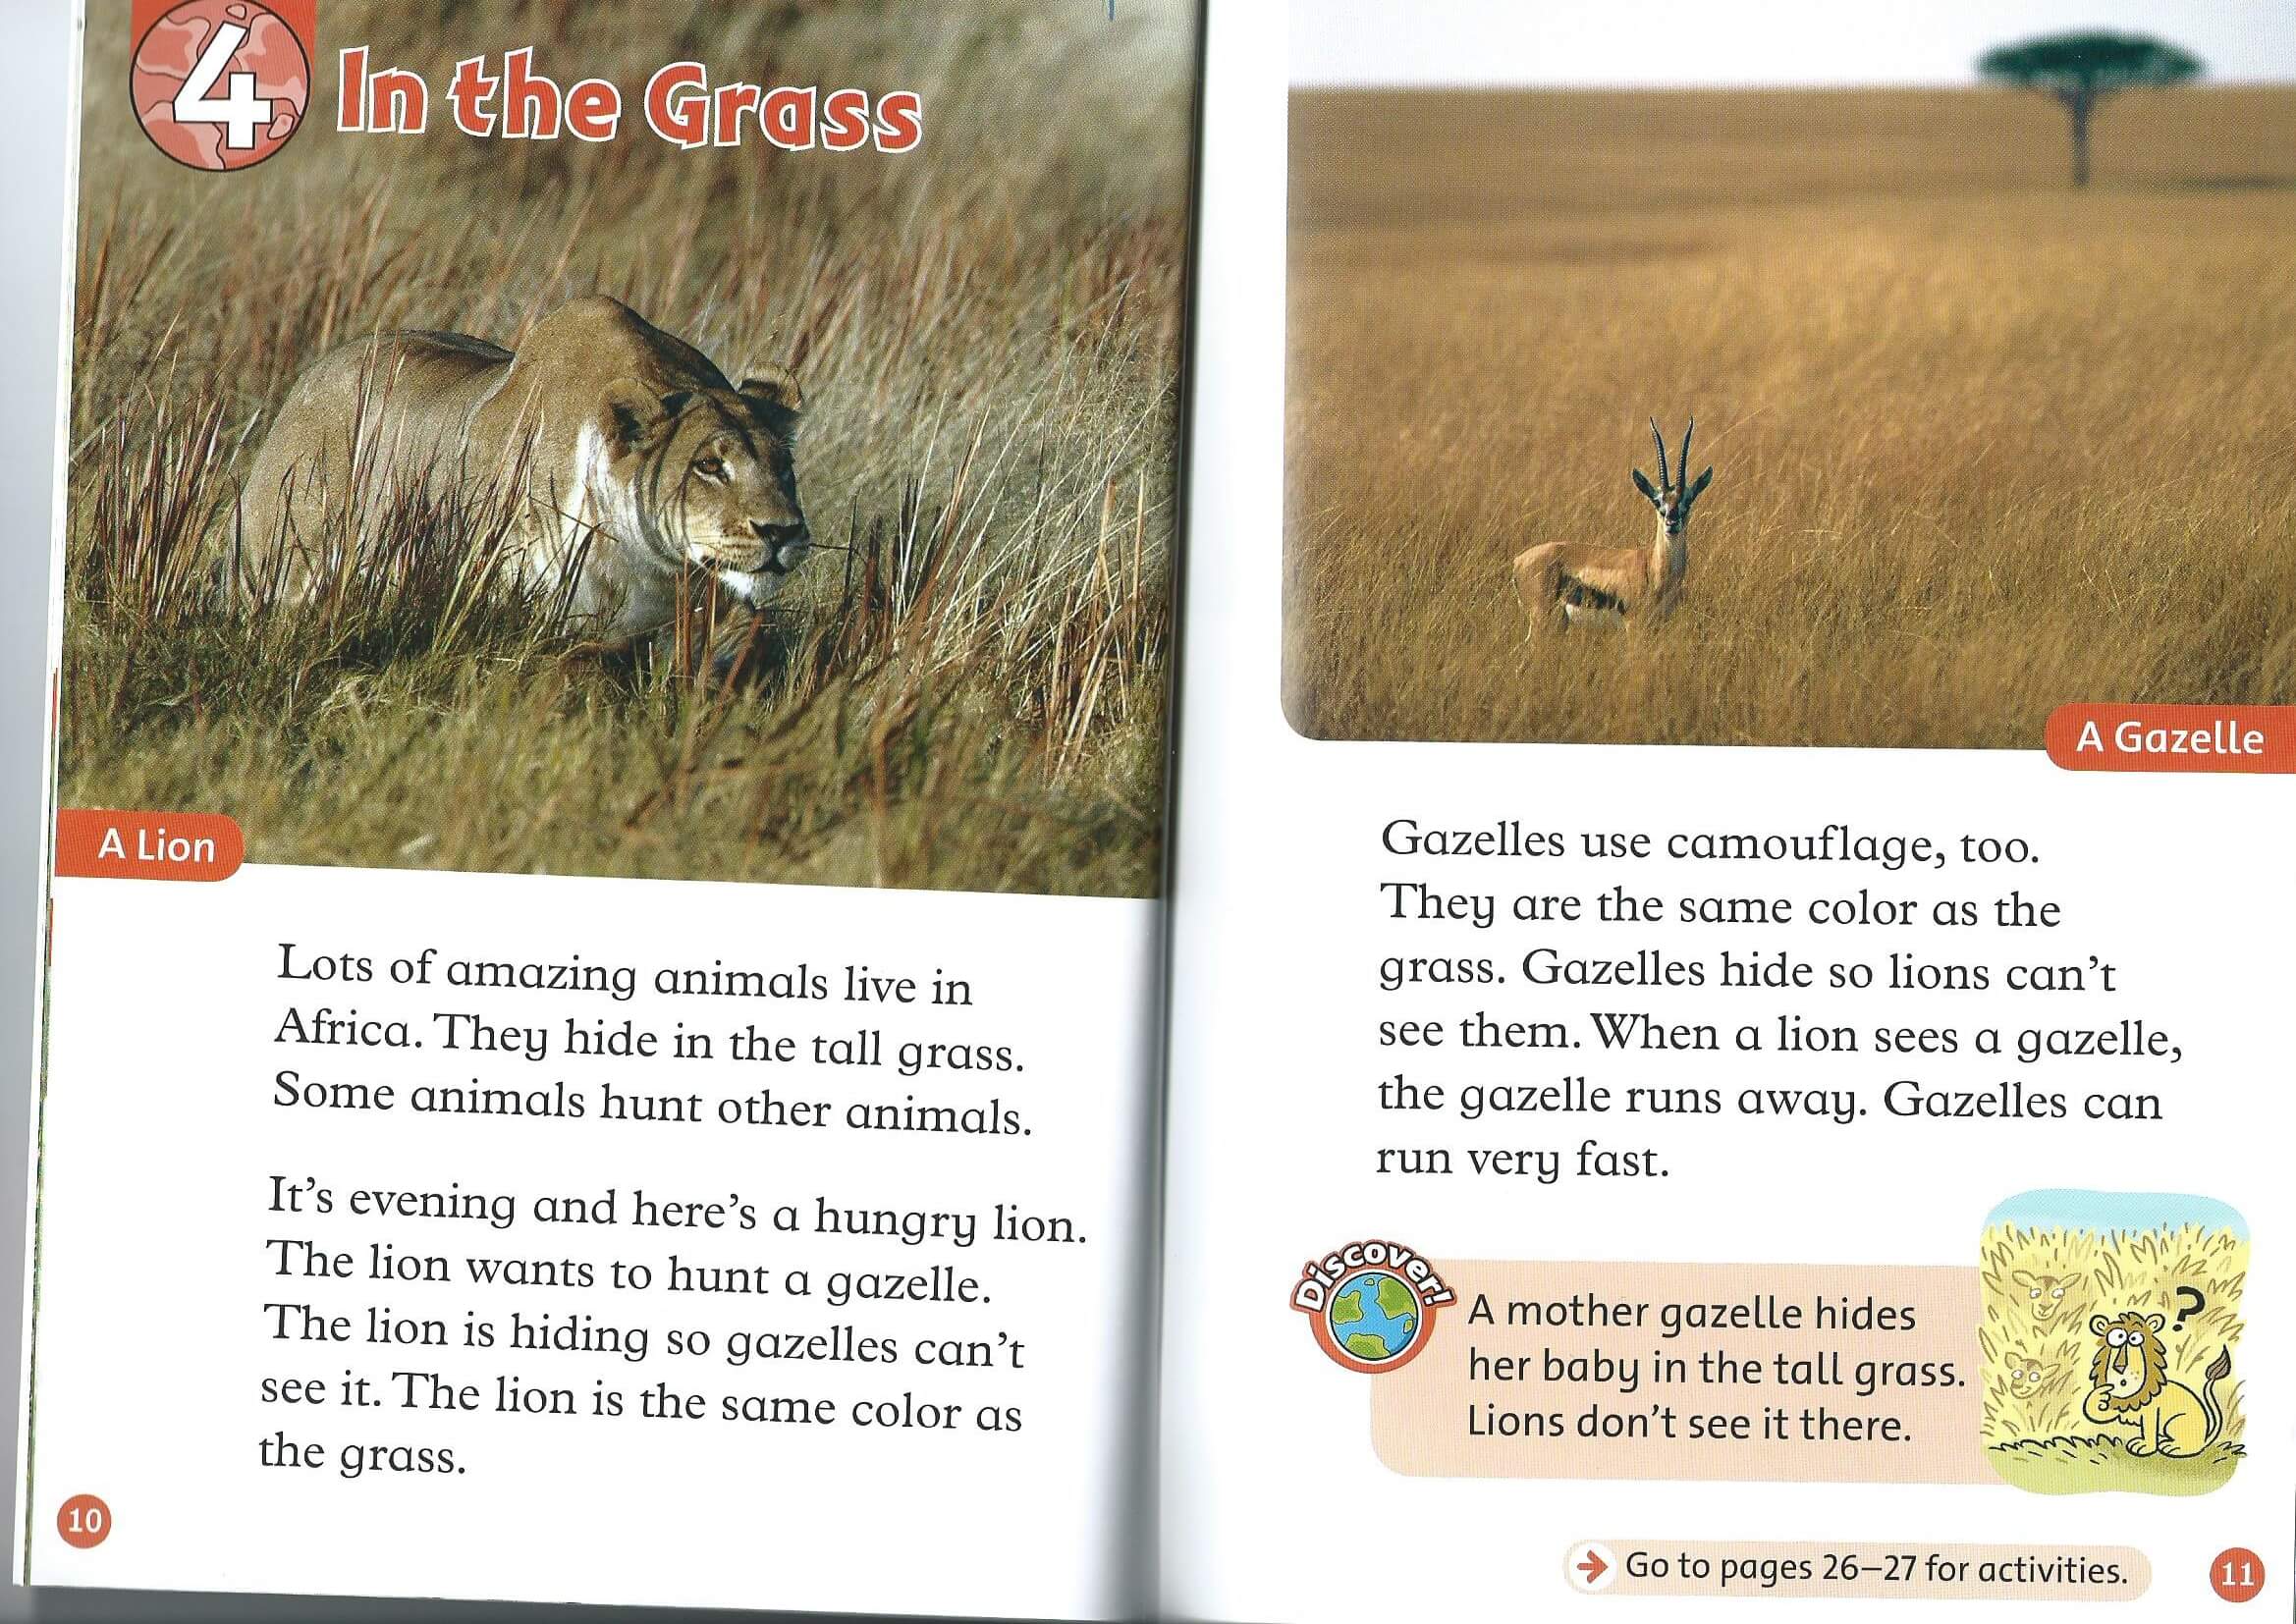 4
In the Grass
A Lion
Lots of amazing animals live in
Africa. They hide in the tall grass.
Some animals hunt other animals.
It's evening and here's a hungry lion.
The lion wants to hunt a gazelle.
The lion is hiding so gazelles can't
see it. The lion is the same color as
the grass.
10
A Gazelle
Gazelles use camouflage, too.
They are the same color as the
grass. Gazelles hide so lions can't
see them. When a lion sees a gazelle,
the gazelle runs away. Gazelles can
run very fast.
Discover!
A mother gazelle hides
her baby in the tall grass.
Lions don't see it there.
?
Go to pages 26–27 for activities.
11